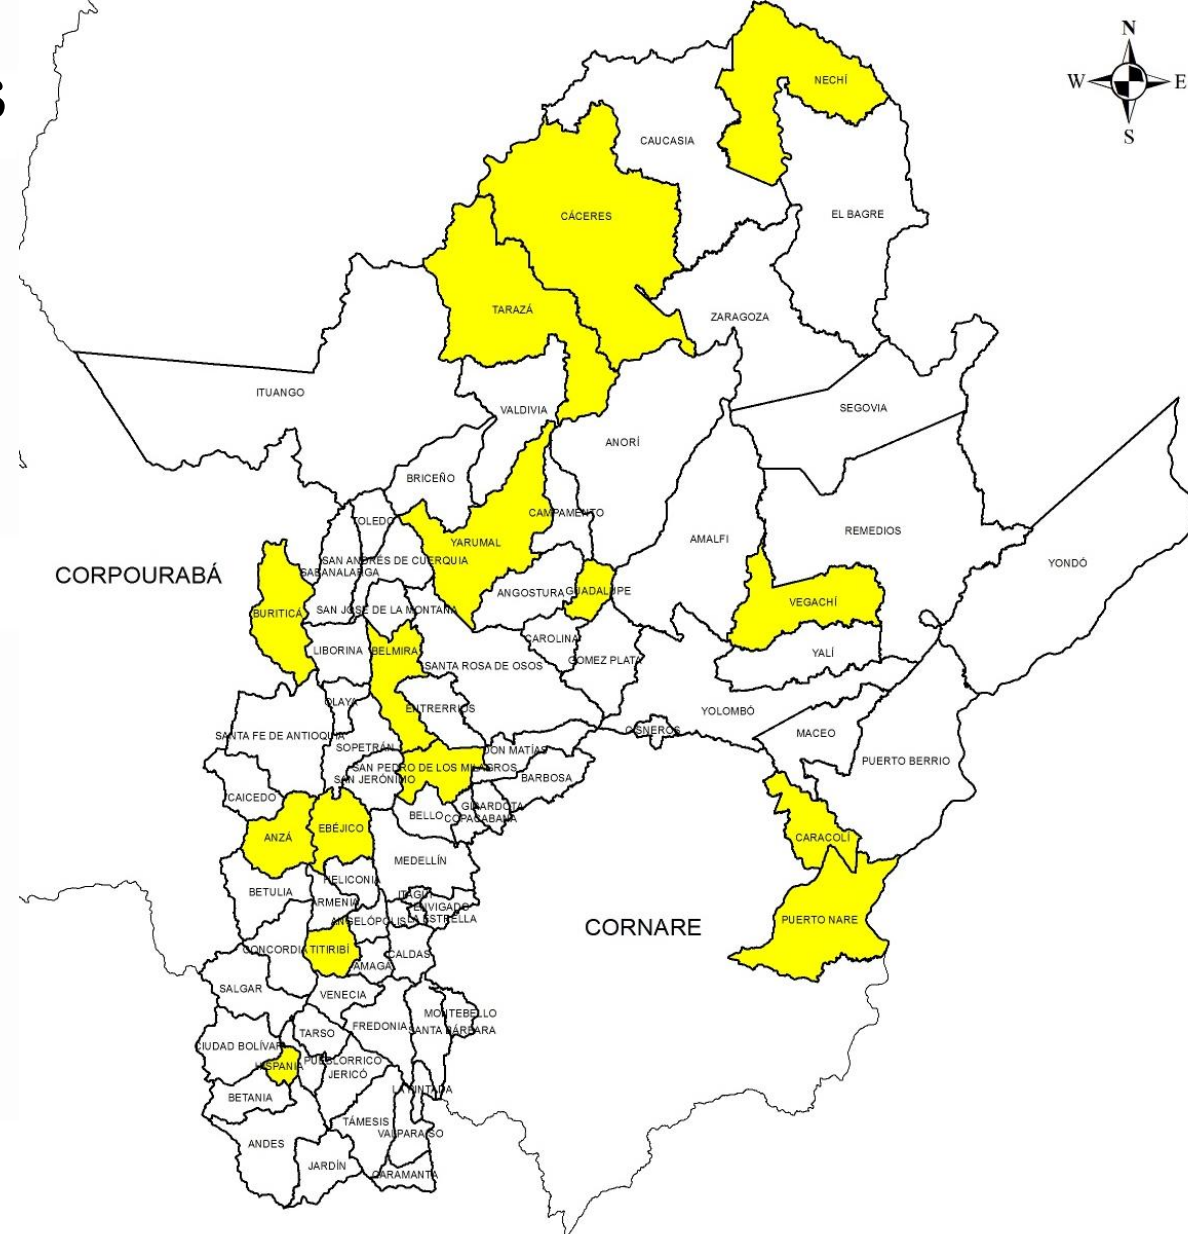 N
NECHÍ
W
E
S
CAUCASIA
CÁCERES
EL BAGRE
TARAZÁ
ZARAGOZA
ITUANGO
VALDIVIA
SEGOVIA
ANORÍ
BRICEÑO
CAMPAMENTO
TOLEDO
YARUMAL
AMALFI
REMEDIOS
SAN ANDRÉS DE CUERQUIA
YONDÓ
CORPOURABÁ
SABANALARGA
ANGOSTURA
GUADALUPE
VEGACHÍ
BURITICÁ
SAN JOSÉ DE LA MONTAÑA
CAROLINA
LIBORINA
BELMIRA
YALÍ
SANTA ROSA DE OSOS
GOMEZ PLATA
OLAYA
ENTRERRIOS
YOLOMBÓ
SANTA FE DE ANTIOQUIA
CISNEROS
MACEO
SOPETRÁN
DON MATÍAS
PUERTO BERRIO
SAN PEDRO DE LOS MILAGROS
SAN JERÓNIMO
BARBOSA
CAICEDO
GIRARDOTA
BELLO
COPACABANA
ANZÁ
EBÉJICO
CARACOLÍ
MEDELLÍN
HELICONIA
BETULIA
ITAGÜI
ARMENIA
ENVIGADO
ANGELÓPOLIS
LA ESTRELLA
PUERTO NARE
CORNARE
CONCORDIA
TITIRIBÍ
CALDAS
AMAGÁ
SALGAR
VENECIA
MONTEBELLO
FREDONIA
SANTA BÁRBARA
TARSO
CIUDAD BOLÍVAR
PUEBLORRICO
HISPANIA
JERICÓ
LA PINTADA
BETANIA
TÁMESIS
VALPARAISO
ANDES
JARDÍN
CARAMANTA